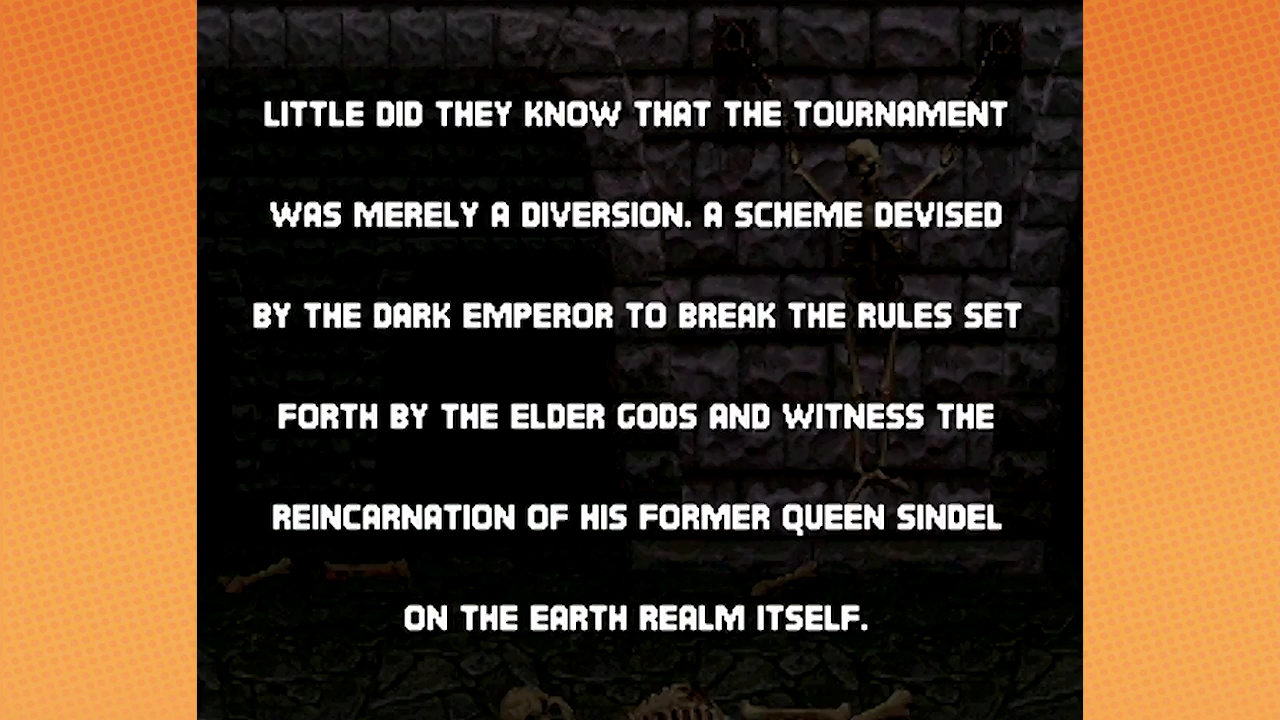 LITTLE DID THEY KNOW THAT THE TOURNAMENT
WAS MERELY A DIVERSION. A SCHEME DEVISED
BY THE DARK EMPEROR TO BREAK THE RULES SET
FORTH BY THE ELDER GODS AND WITNESS THE
REINCARNATION OF HIS FORMER QUEEN SINDEL
ON THE EARTH REALM ITSELF.